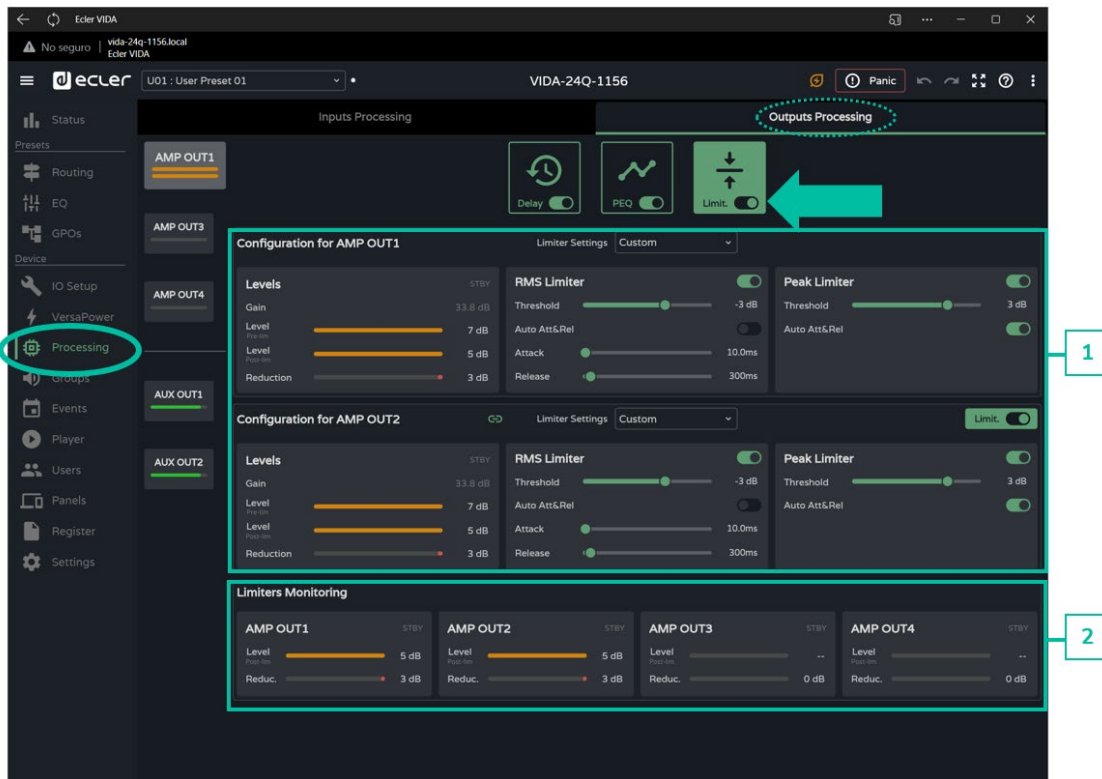 Ecler VIDA
No seguro
vida-24q-1156.local
Ecler VIDA
ecler
U01 : User Preset 01
VIDA-24Q-1156
Panic
Status
Presets
Routing
EQ
GPOs
Device
IO Setup
VersaPower
Processing
Groups
Events
Player
Users
Panels
Register
Settings
Inputs Processing
Outputs Processing
AMP OUT1
AMP OUT3
AMP OUT4
AUX OUT1
AUX OUT2
Delay
PEQ
Limit.
Configuration for AMP OUT1
Limiter Settings Custom
Levels STBY
Gain 33.8 dB
Level 7 dB
Pre-lim
Level 5 dB
Post-lim
Reduction 3 dB
RMS Limiter
Threshold -3 dB
Auto Att&Rel
Attack 10.0ms
Release 300ms
Peak Limiter
Threshold 3 dB
Auto Att&Rel
1
Configuration for AMP OUT2
Limiter Settings Custom
Limit.
Levels STBY
Gain 33.8 dB
Level 7 dB
Pre-lim
Level 5 dB
Post-lim
Reduction 3 dB
RMS Limiter
Threshold -3 dB
Auto Att&Rel
Attack 10.0ms
Release 300ms
Peak Limiter
Threshold 3 dB
Auto Att&Rel
Limiters Monitoring
AMP OUT1 STBY
Level 5 dB
Post-lim
Reduc. 3 dB
AMP OUT2 STBY
Level 5 dB
Post-lim
Reduc. 3 dB
AMP OUT3 STBY
Level --
Post-lim
Reduc. 0 dB
AMP OUT4 STBY
Level --
Post-lim
Reduc. 0 dB
2